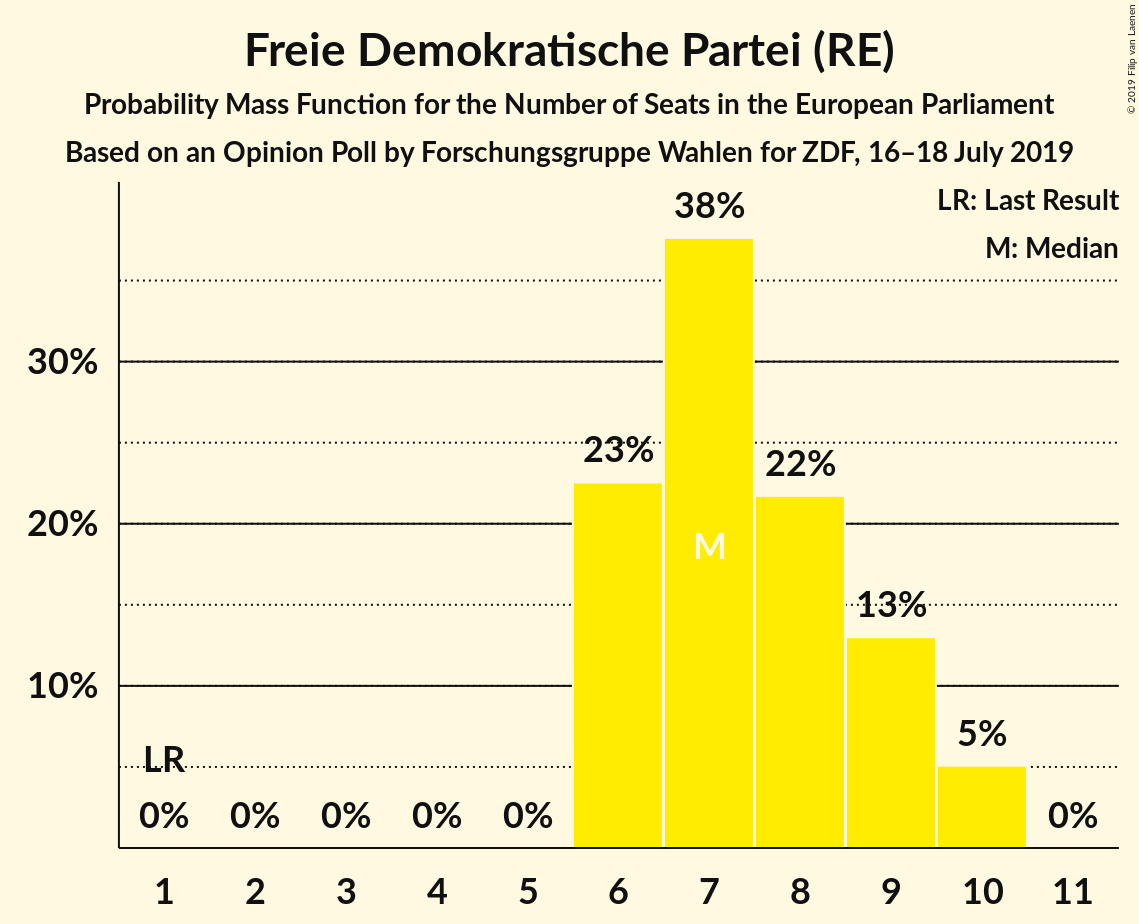 Freie Demokratische Partei (RE)
Probability Mass Function for the Number of Seats in the European Parliament
Based on an Opinion Poll by Forschungsgruppe Wahlen for ZDF, 16–18 July 2019
© 2019 Filip van Laenen
LR: Last Result
M: Median
38%
30%
23%
22%
20%
M
13%
10%
LR
5%
0% 0% 0% 0% 0% 0%
1 2 3 4 5 6 7 8 9 10 11